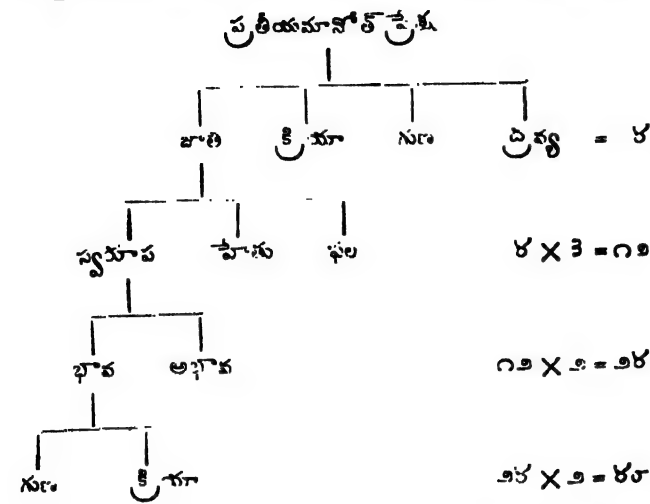 ప్రతీయమానోత్ప్రేక్ష
జాతి క్రియా గుణ ద్రవ్య = ౪
స్వరూప హేతు ఫల ౪ × ౩ = ౧౨
భావ అభావ ౧౨ × ౨ = ౨౪
గుణ క్రియా ౨౪ × ౨ = ౪౮